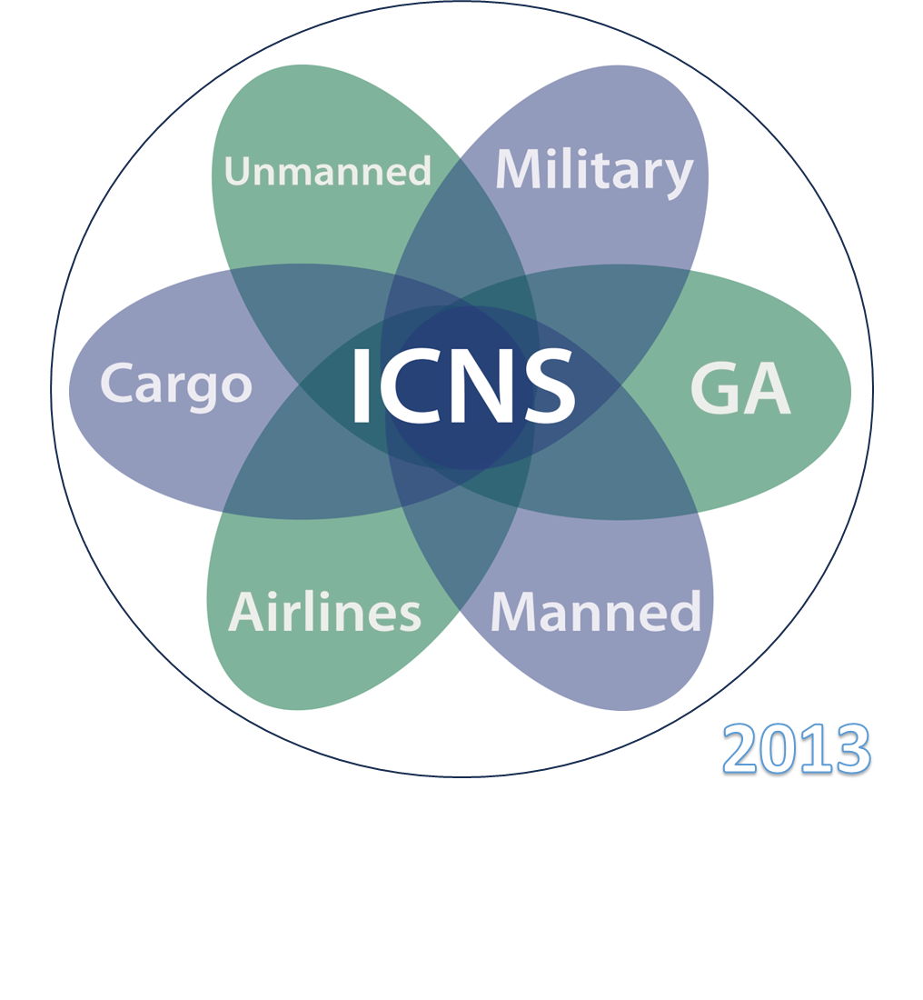 Unmanned
Military
Cargo
ICNS
GA
Airlines
Manned
2013